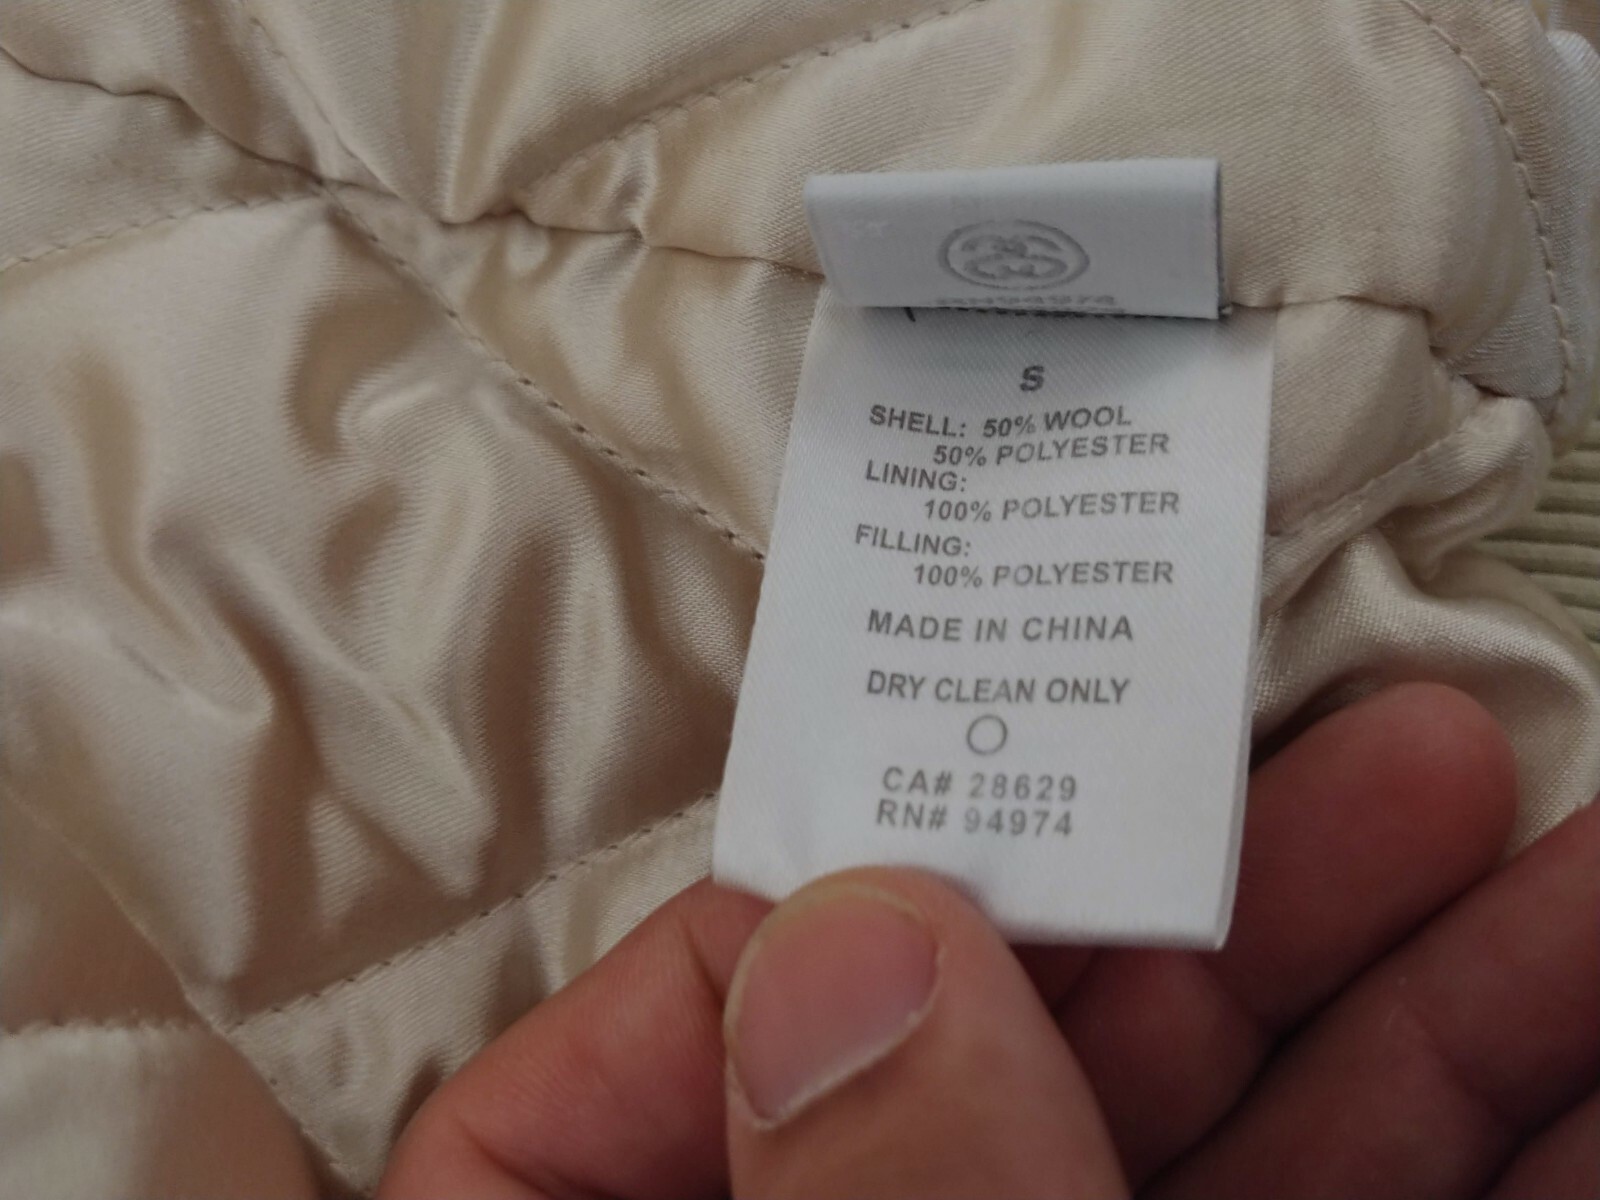 S
SHELL: 50% WOOL
50% POLYESTER
LINING:
100% POLYESTER
FILLING:
100% POLYESTER
MADE IN CHINA
DRY CLEAN ONLY
CA# 28629
RN# 94974